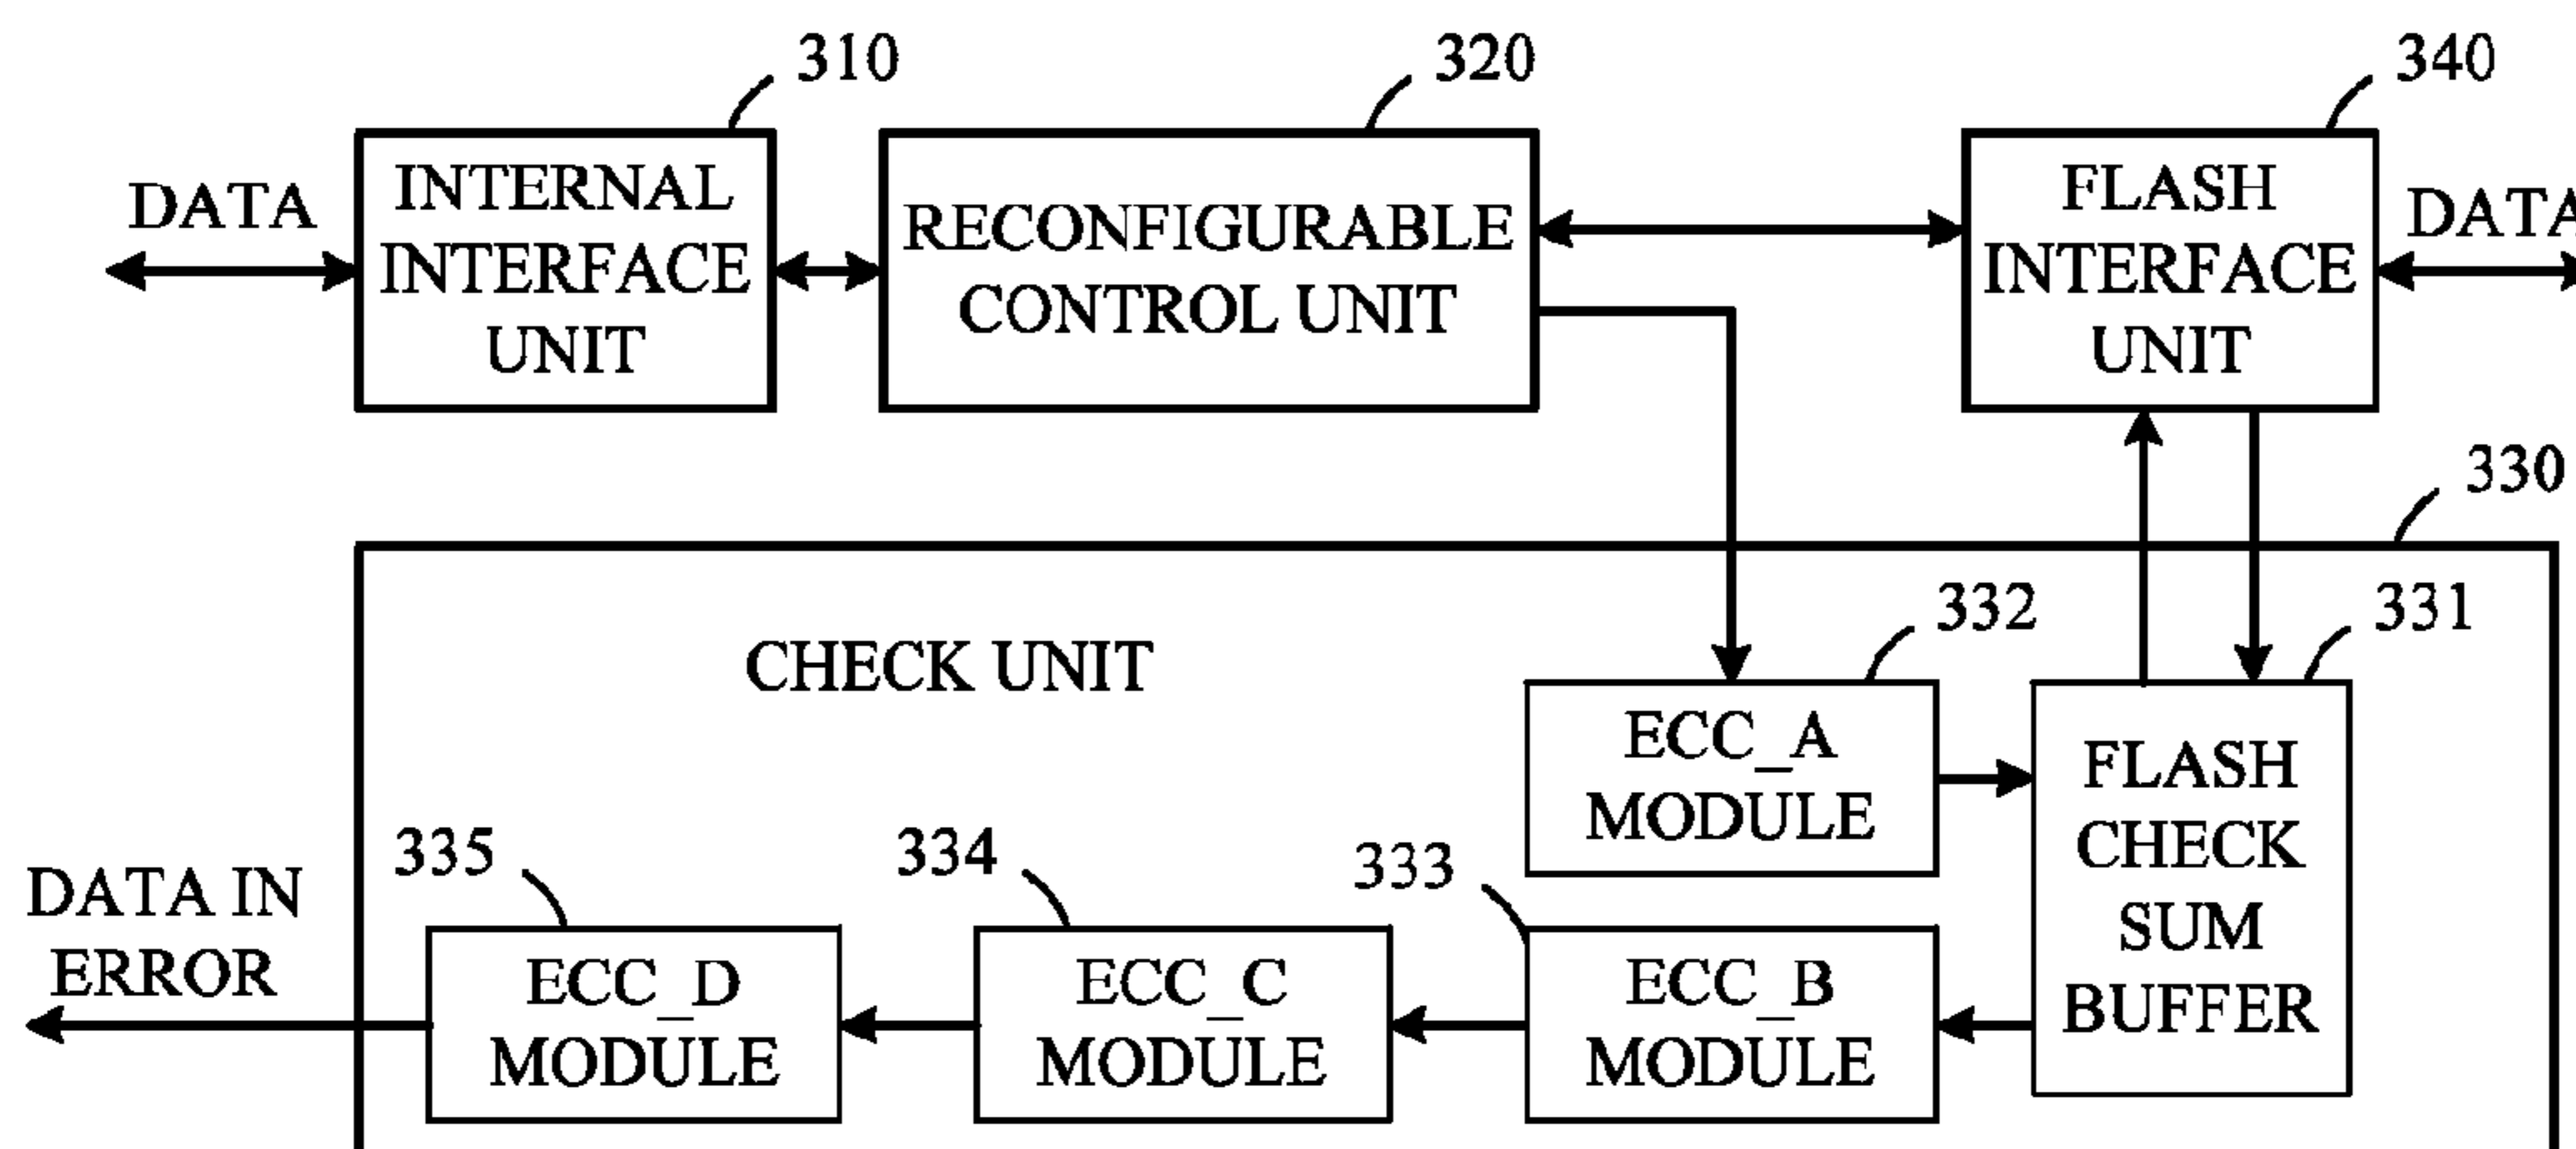 310
320
340
DATA
INTERNAL
INTERFACE
UNIT
RECONFIGURABLE
CONTROL UNIT
FLASH
INTERFACE
UNIT
DATA
330
CHECK UNIT
332
331
ECC_A
MODULE
FLASH
CHECK
SUM
BUFFER
335
334
333
DATA IN
ERROR
ECC_D
MODULE
ECC_C
MODULE
ECC_B
MODULE